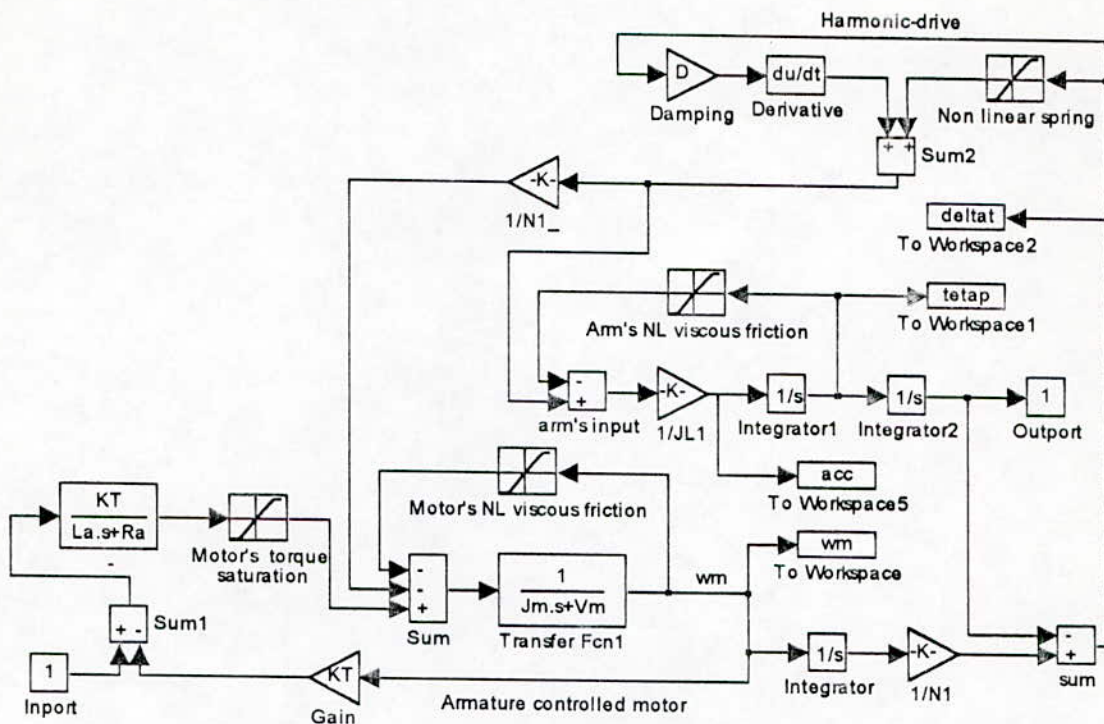 Harmonic-drive
D
Damping
du/dt
Derivative
Non linear spring
+ +
Sum2
-K-
1/N1_
deltat
To Workspace2
tetap
To Workspace1
Arm's NL viscous friction
-
+
arm's input
-K-
1/JL1
1/s
Integrator1
1/s
Integrator2
1
Outport
acc
To Workspace5
Motor's NL viscous friction
KT
La.s+Ra
-
Motor's torque
saturation
-
-
+
Sum
1
Jm.s+Vm
Transfer Fcn1
wm
wm
To Workspace
+ -
Sum1
1
Inport
KT
Gain
Armature controlled motor
1/s
Integrator
-K-
1/N1
-
+
sum